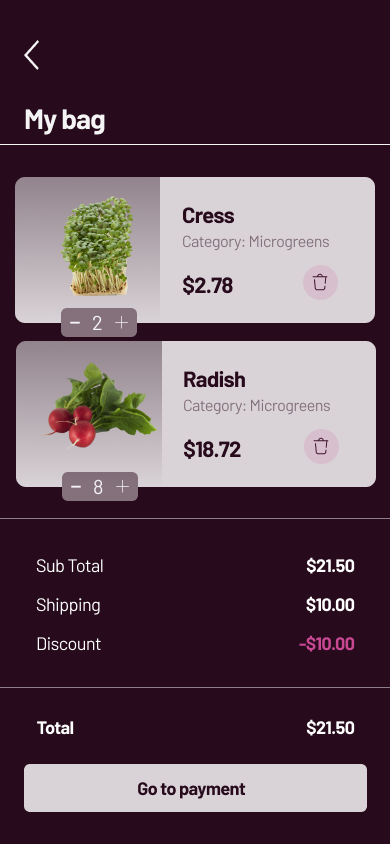 My bag
Cress
Category: Microgreens
$2.78
2
Radish
Category: Microgreens
$18.72
8
Sub Total $21.50
Shipping $10.00
Discount -$10.00
Total $21.50
Go to payment